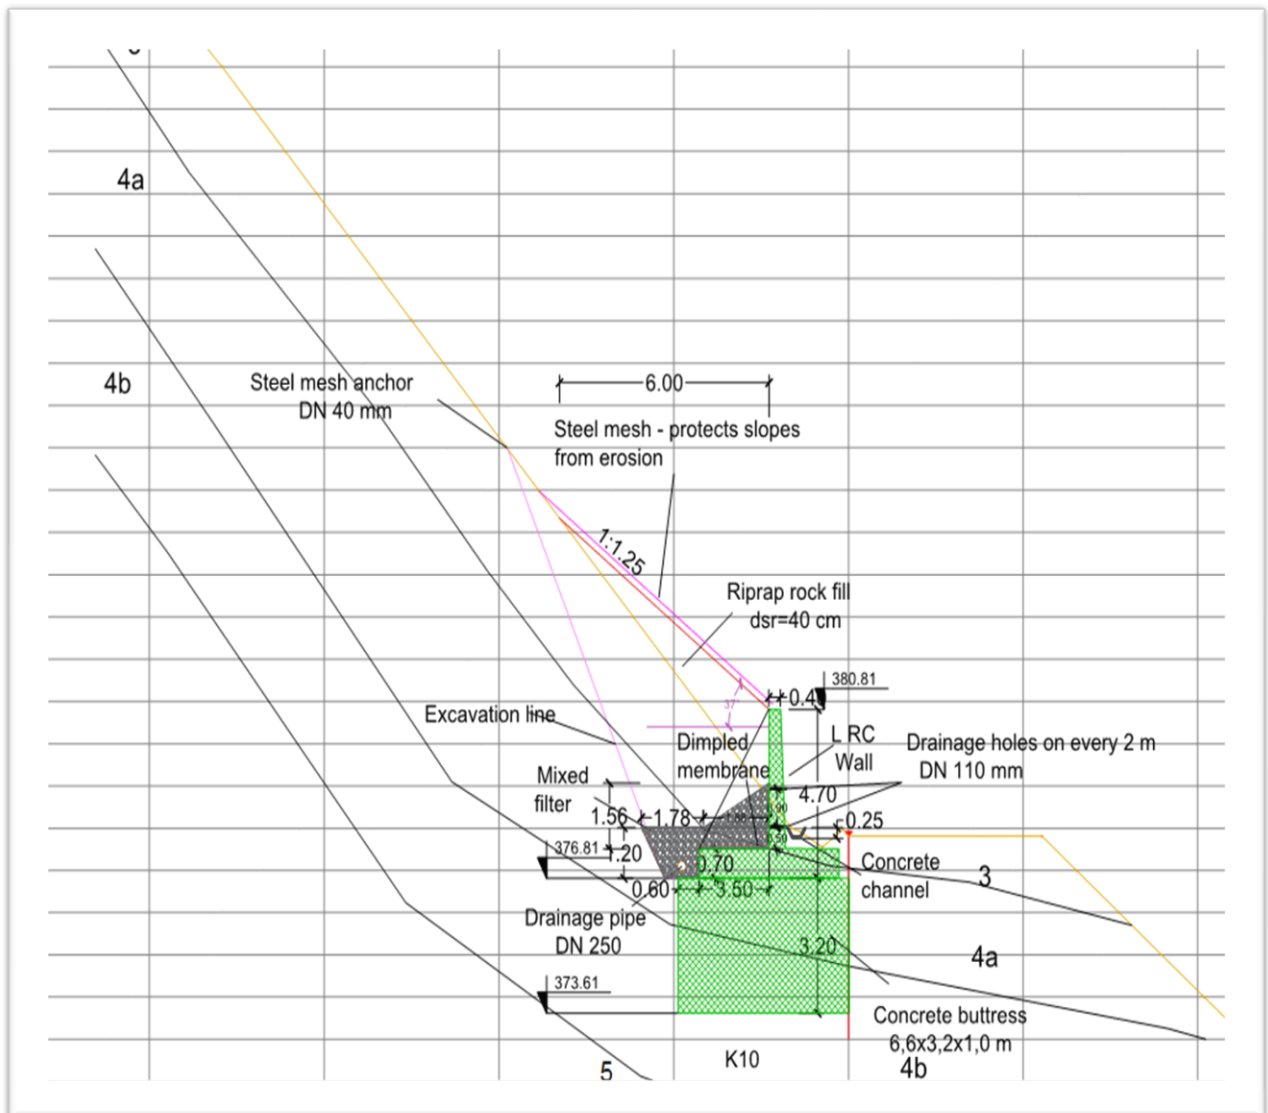 4a
4b
Steel mesh anchor
DN 40 mm
6.00
Steel mesh - protects slopes
from erosion
1:1.25
Riprap rock fill
dsr=40 cm
37°
380.81
Excavation line
Dimpled
membrane
L RC
Wall
Drainage holes on every 2 m
DN 110 mm
Mixed
filter
4.70
1.56
1.78
0.25
376.81
.20
0.70
Concrete
channel
3
0.60
3.50
Drainage pipe
DN 250
3.20
4a
373.61
Concrete buttress
6,6x3,2x1,0 m
K10
5
4b